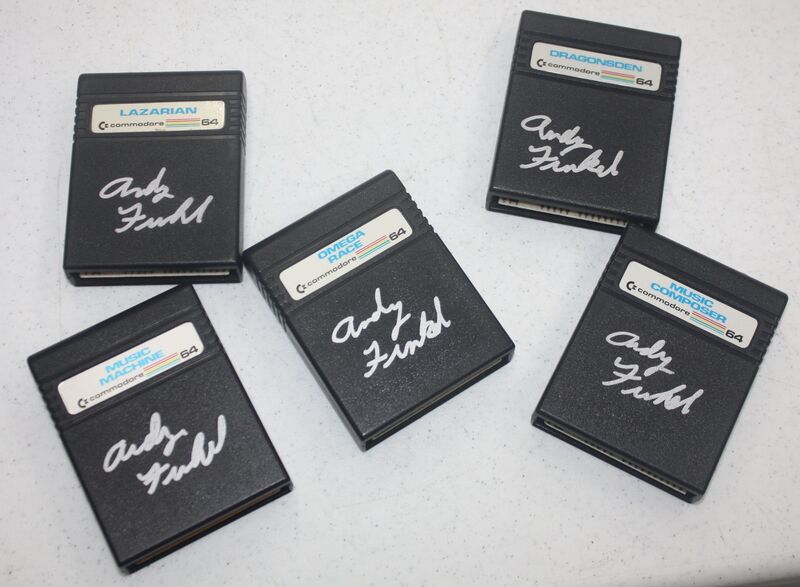 LAZARIAN
commodore 64
Andy
Finkel
DRAGONSDEN
commodore 64
Andy
Finkel
OMEGA
RACE
commodore 64
Andy
Finkel
MUSIC
COMPOSER
commodore 64
Andy
Finkel
MUSIC
MACHINE
commodore 64
Andy
Finkel